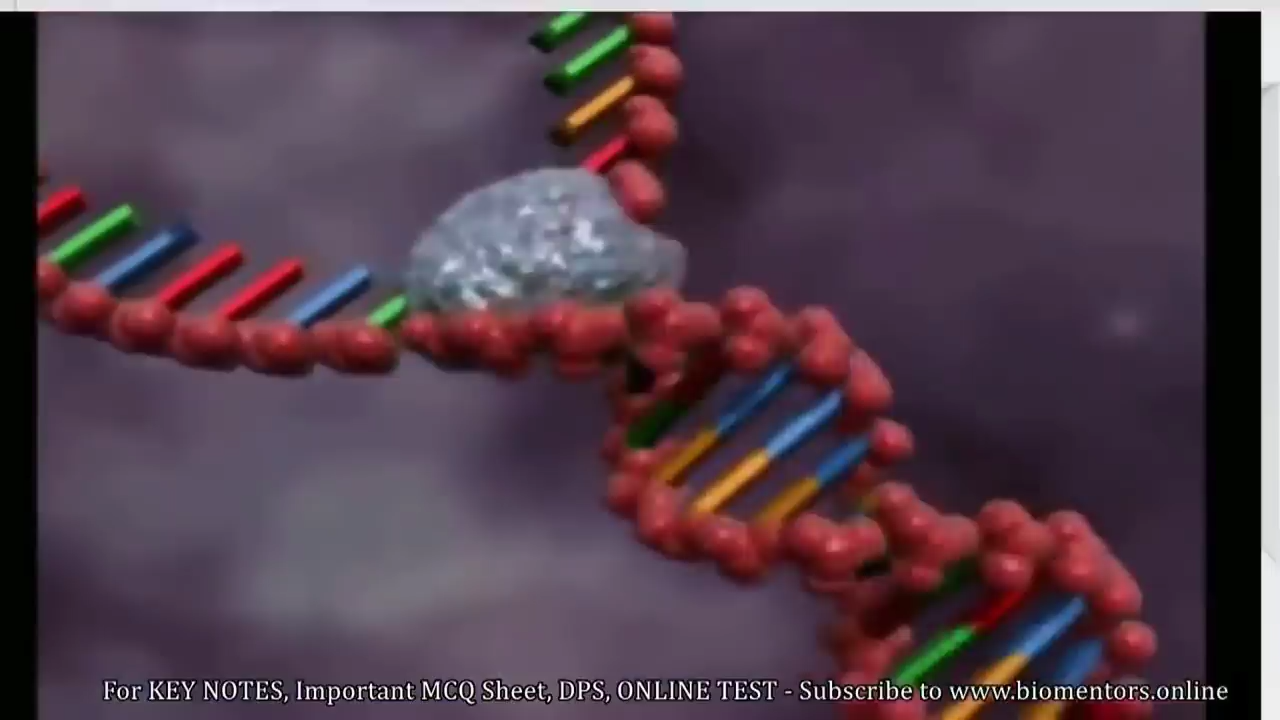 For KEY NOTES, Important MCQ Sheet, DPS, ONLINE TEST - Subscribe to www.biomentors.online